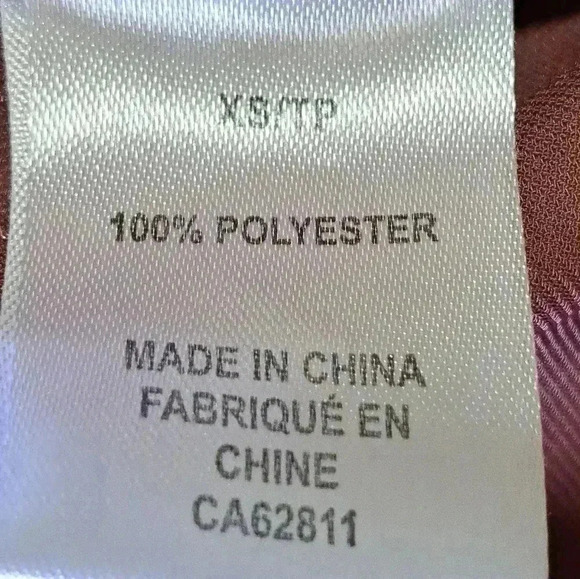 XS/TP
100% POLYESTER
MADE IN CHINA
FABRIQUÉ EN
CHINE
CA62811